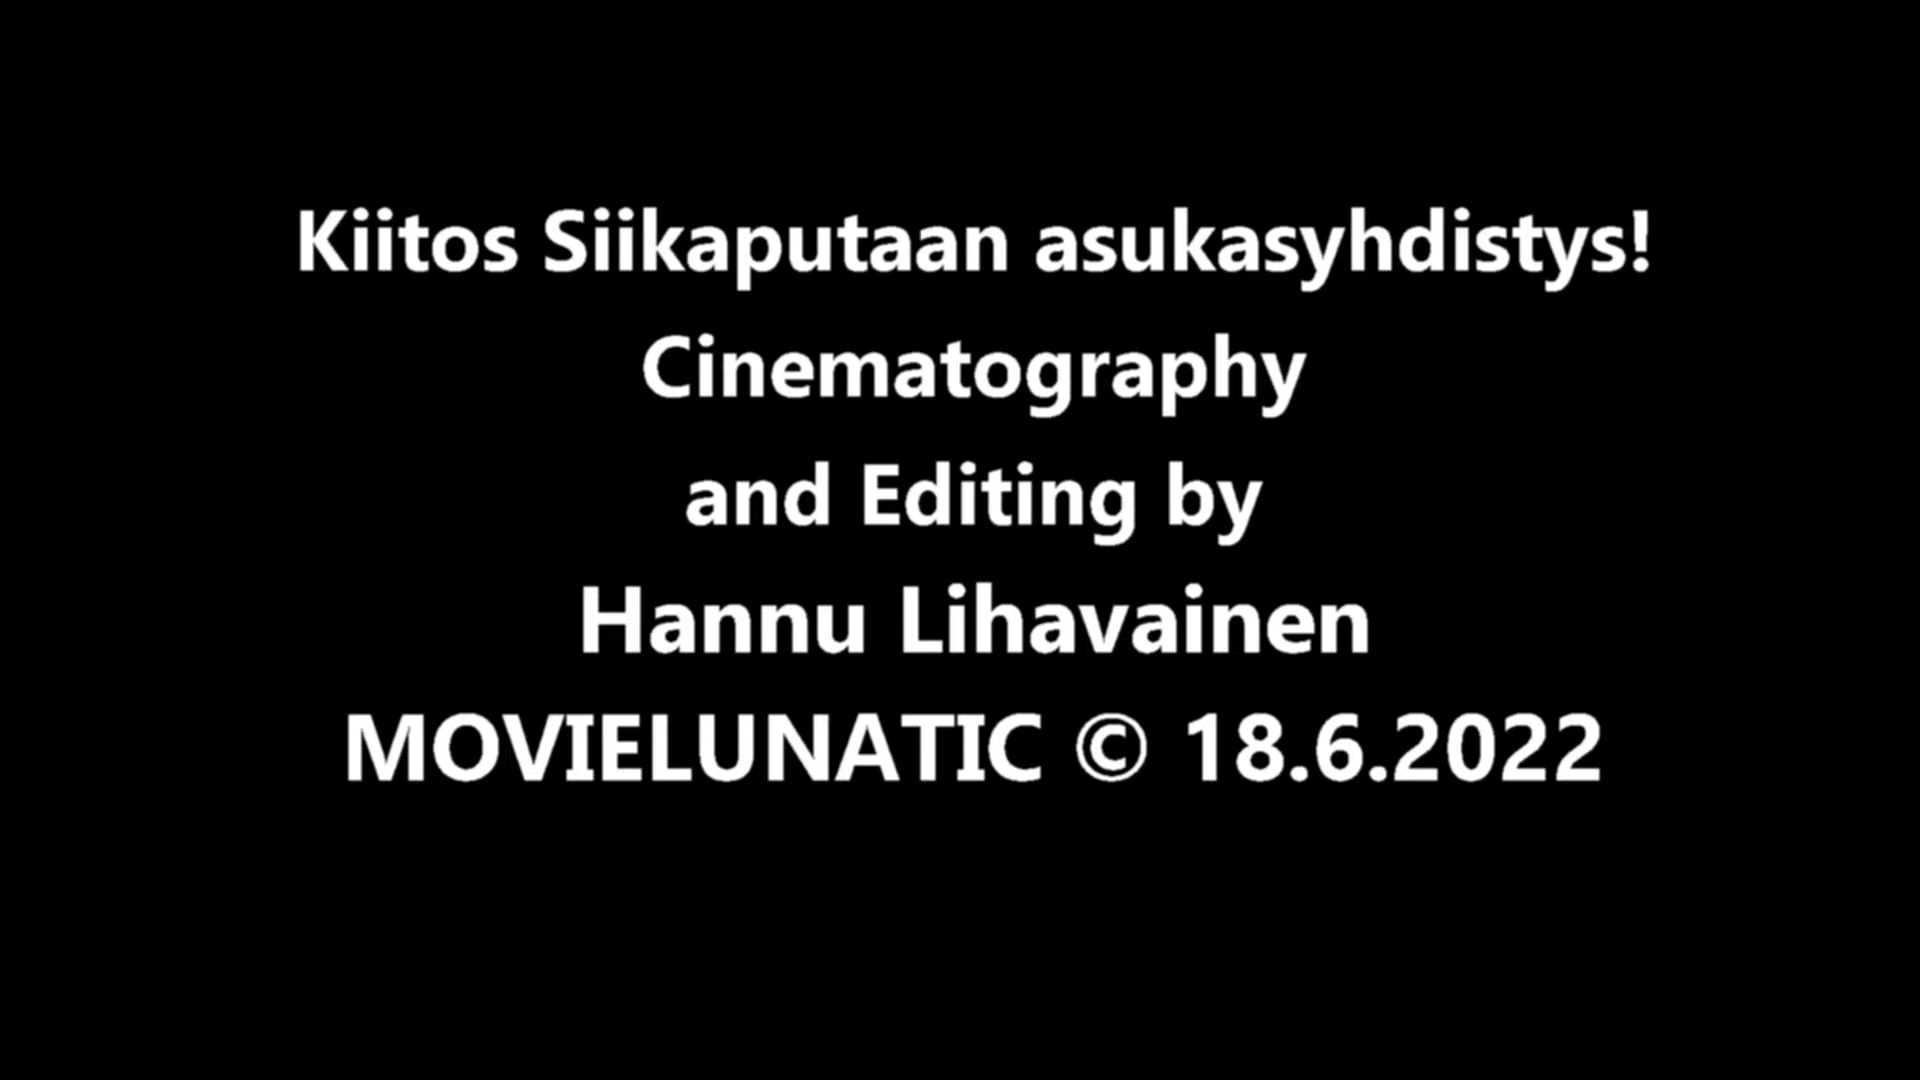 Kiitos Siikaputaan asukasyhdistys!
Cinematography
and Editing by
Hannu Lihavainen
MOVIELUNATIC © 18.6.2022